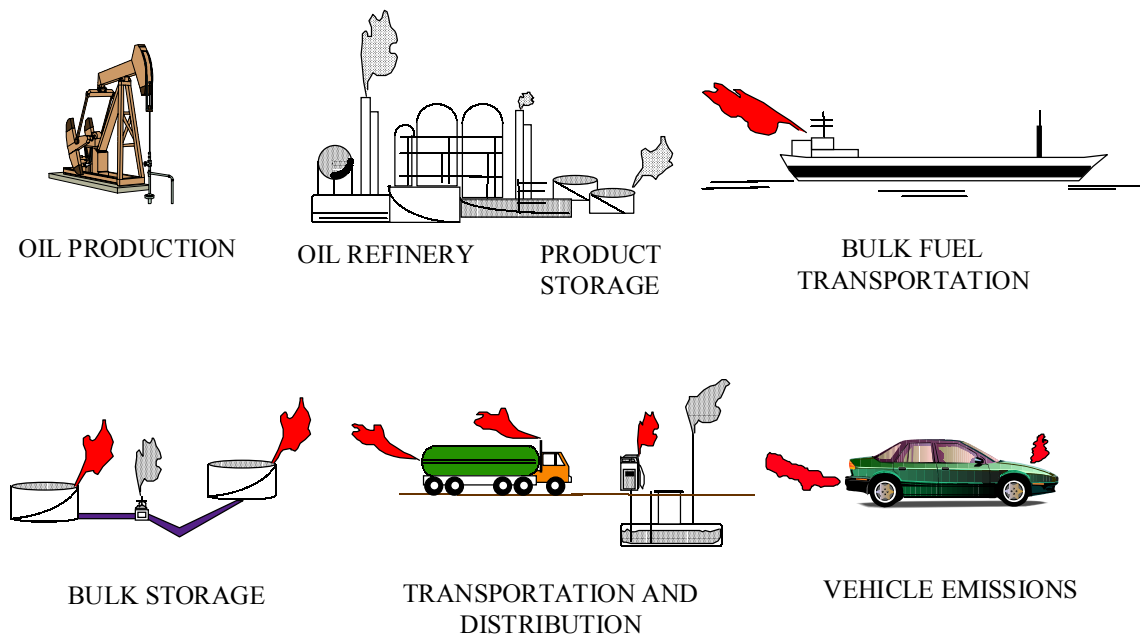 OIL PRODUCTION
OIL REFINERY
PRODUCT
STORAGE
BULK FUEL
TRANSPORTATION
BULK STORAGE
TRANSPORTATION AND
DISTRIBUTION
VEHICLE EMISSIONS